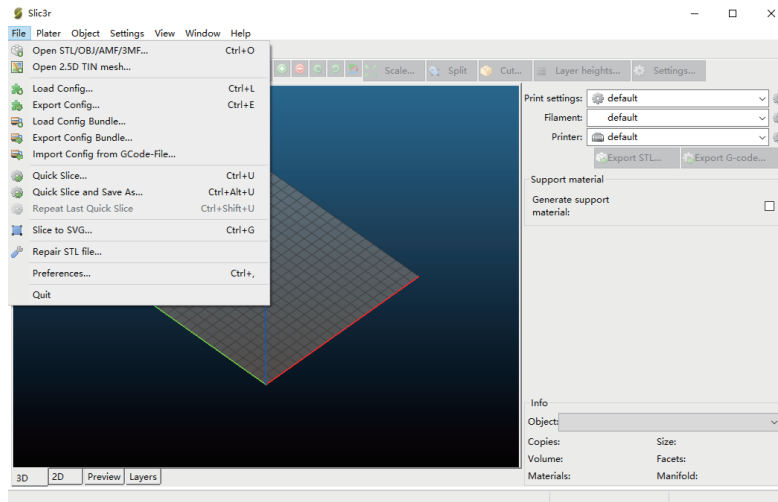 Slic3r
File Plater Object Settings View Window Help
Open STL/OBJ/AMF/3MF... Ctrl+O
Open 2.5D TIN mesh...
Load Config... Ctrl+L
Export Config... Ctrl+E
Load Config Bundle...
Export Config Bundle...
Import Config from GCode-File...
Quick Slice... Ctrl+U
Quick Slice and Save As... Ctrl+Alt+U
Repeat Last Quick Slice Ctrl+Shift+U
Slice to SVG... Ctrl+G
Repair STL file...
Preferences... Ctrl+,
Quit
Scale... Split Cut... Layer heights... Settings...
Print settings: default
Filament: default
Printer: default
Export STL... Export G-code...
Support material
Generate support
material:
Info
Object:
Copies: Size:
Volume: Facets:
Materials: Manifold:
3D 2D Preview Layers